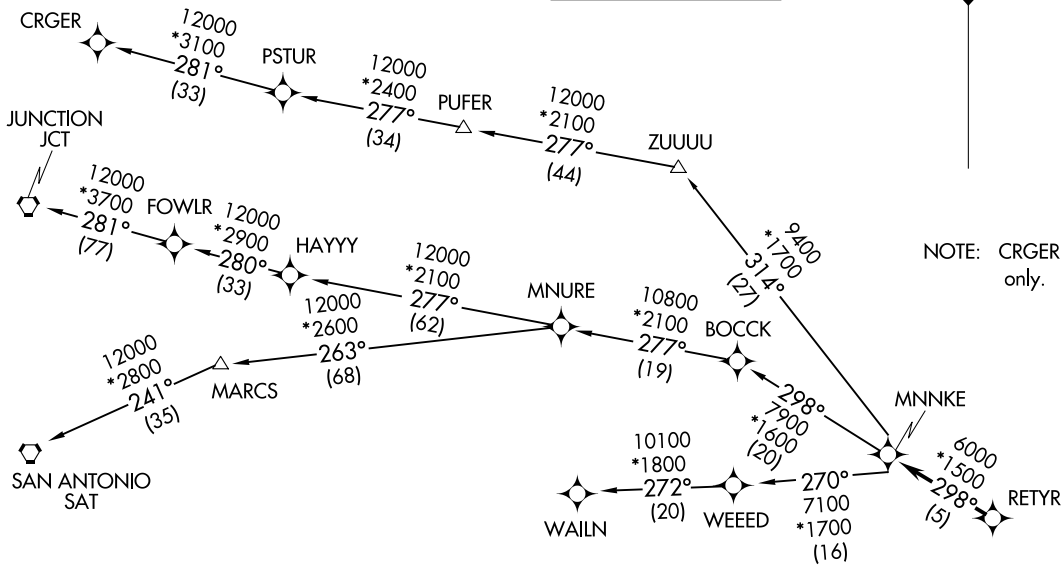 CRGER
12000
*3100
281°
(33)
PSTUR
12000
*2400
277°
(34)
PUFER
12000
*2100
277°
(44)
ZUUUU
9400
*1700
314°
(27)
NOTE: CRGER
only.
JUNCTION
JCT
12000
*3700
281°
(77)
FOWLR
12000
*2900
280°
(33)
HAYYY
12000
*2100
277°
(62)
MNURE
10800
*2100
277°
(19)
BOCCK
298°
7900
*1600
(20)
MNNKE
6000
*1500
298°
(5)
RETYR
12000
*2600
263°
(68)
MARCS
12000
*2800
241°
(35)
SAN ANTONIO
SAT
270°
7100
*1700
(16)
WEEED
10100
*1800
272°
(20)
WAILN